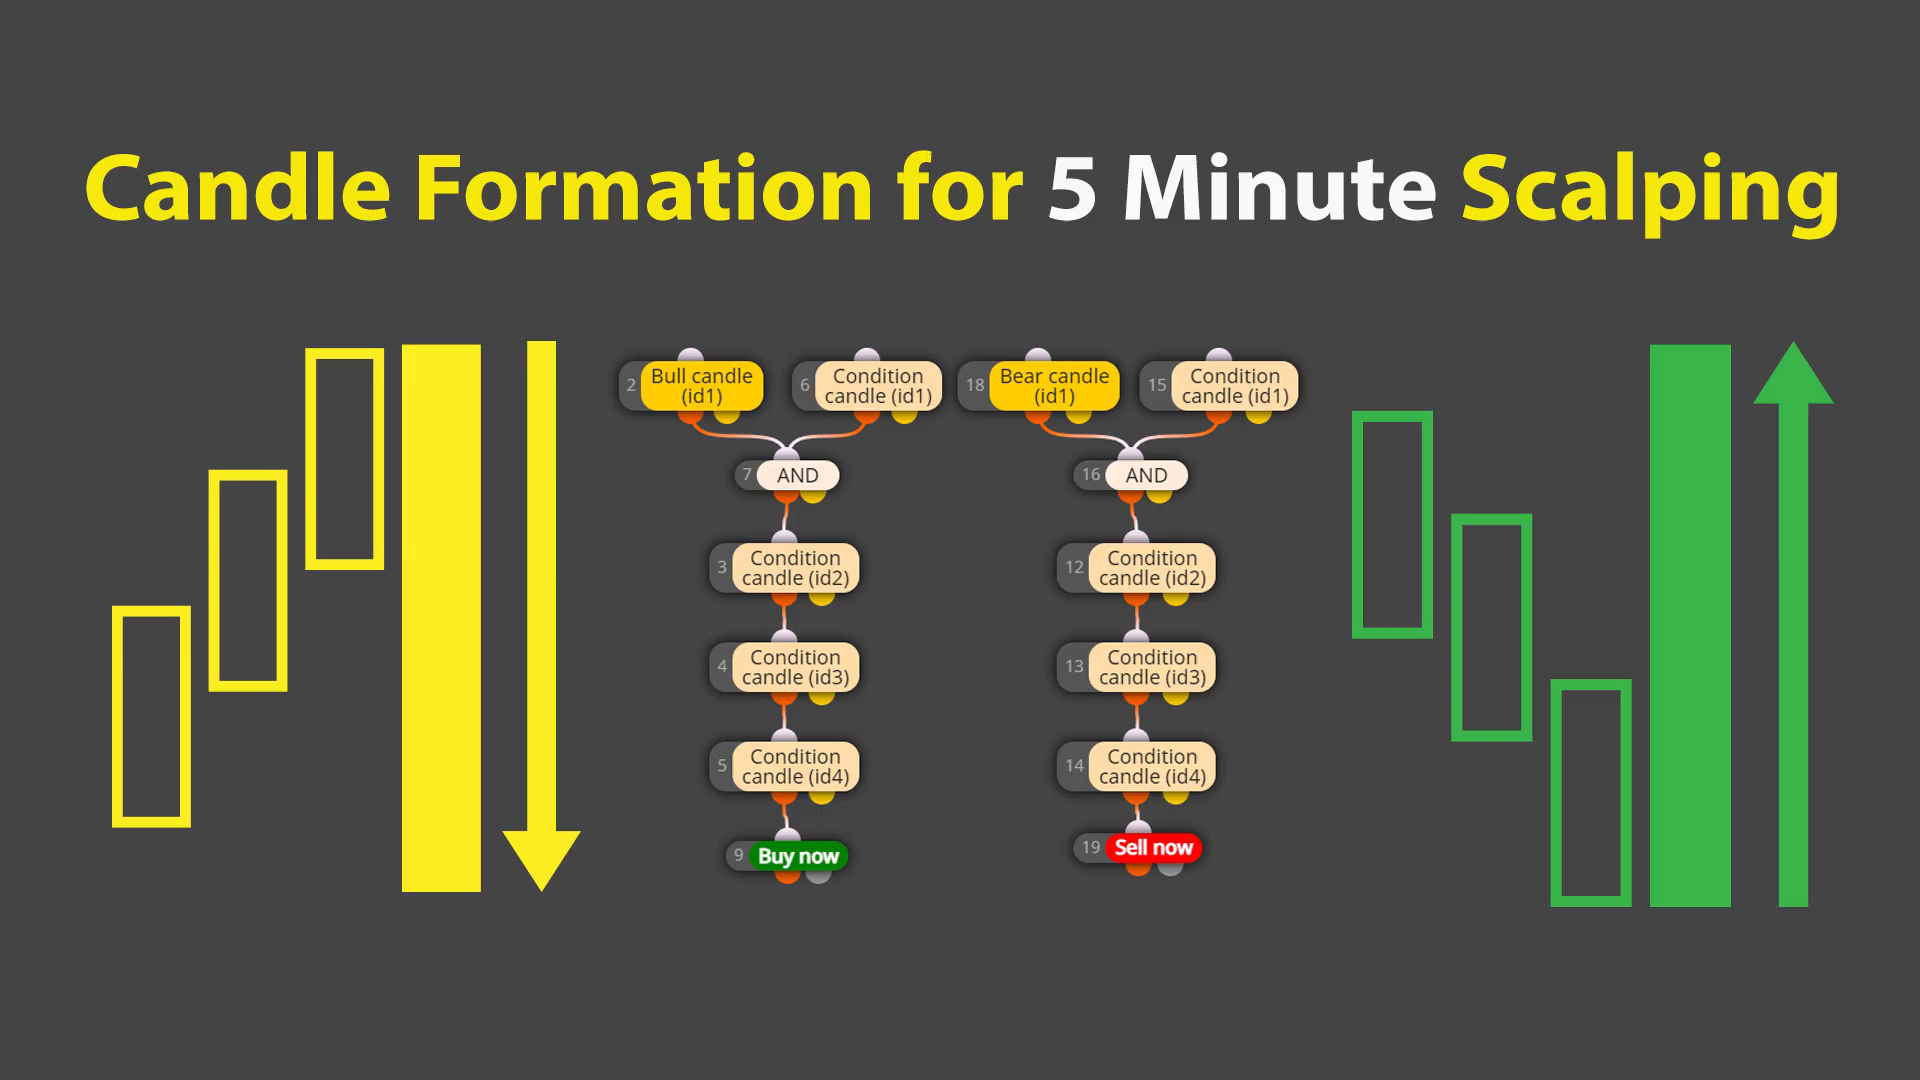 Candle Formation for 5 Minute Scalping
2 Bull candle
(id1)
6 Condition
candle (id1)
7 AND
3 Condition
candle (id2)
4 Condition
candle (id3)
5 Condition
candle (id4)
9 Buy now
18 Bear candle
(id1)
15 Condition
candle (id1)
16 AND
12 Condition
candle (id2)
13 Condition
candle (id3)
14 Condition
candle (id4)
19 Sell now